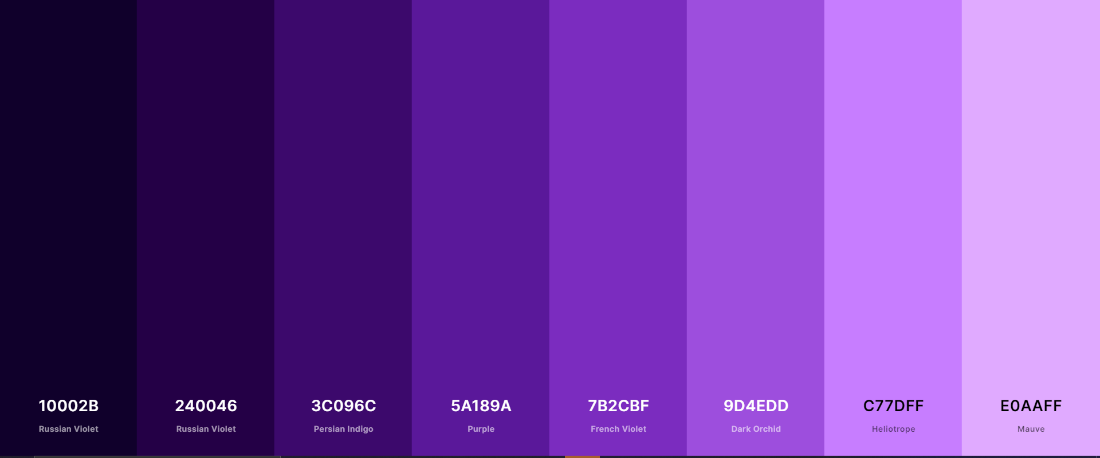 10002B
Russian Violet
240046
Russian Violet
3C096C
Persian Indigo
5A189A
Purple
7B2CBF
French Violet
9D4EDD
Dark Orchid
C77DFF
Heliotrope
E0AAFF
Mauve